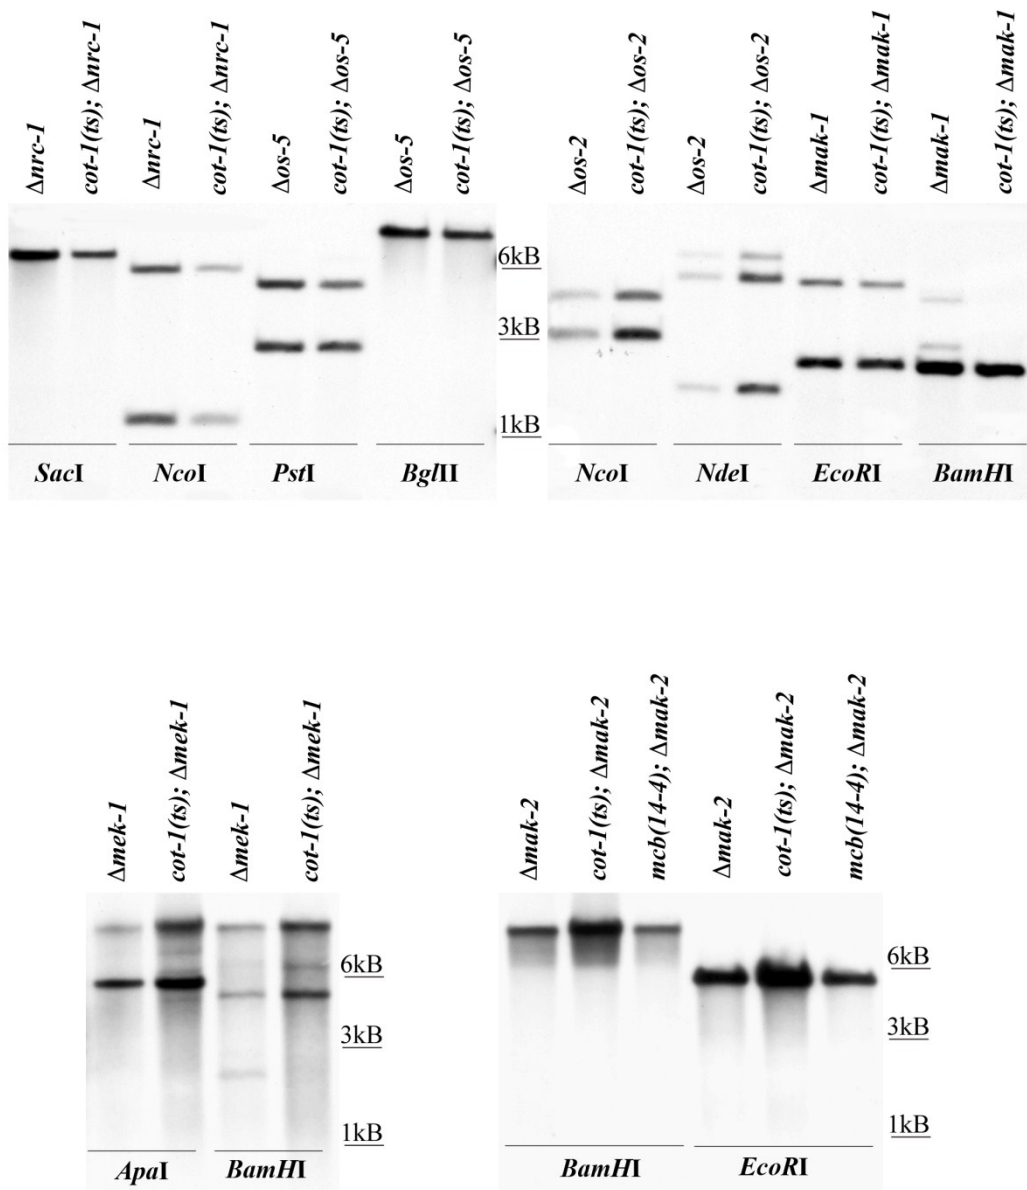 Δnrc-1
cot-1(ts); Δnrc-1
Δnrc-1
cot-1(ts); Δnrc-1
Δos-5
cot-1(ts); Δos-5
Δos-5
cot-1(ts); Δos-5
Δos-2
cot-1(ts); Δos-2
Δos-2
cot-1(ts); Δos-2
Δmak-1
cot-1(ts); Δmak-1
Δmak-1
cot-1(ts); Δmak-1
6kB
3kB
1kB
SacI
NcoI
PstI
BglII
NcoI
NdeI
EcoRI
BamHI
Δmek-1
cot-1(ts); Δmek-1
Δmek-1
cot-1(ts); Δmek-1
Δmak-2
cot-1(ts); Δmak-2
mcb(14-4); Δmak-2
Δmak-2
cot-1(ts); Δmak-2
mcb(14-4); Δmak-2
6kB
3kB
1kB
6kB
3kB
1kB
ApaI
BamHI
BamHI
EcoRI